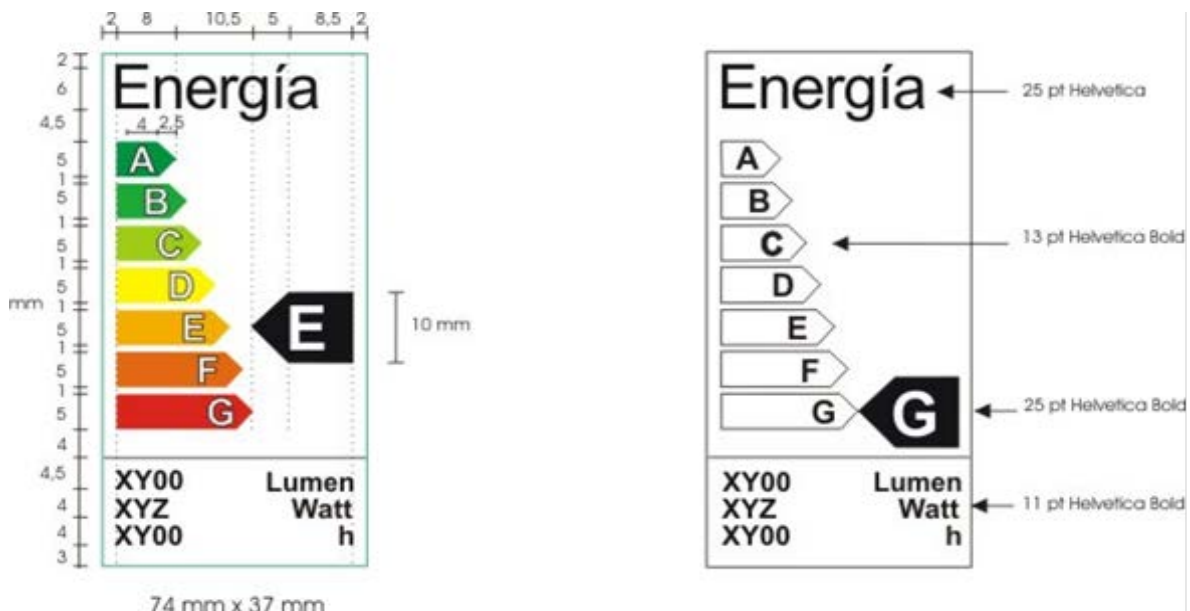 2 8 10,5 5 8,5 2
2
6
4,5
5
1
5
1
5
1
5
1
5
1
5
1
5
4
4,5
4
4
3
mm
Energía
4 2,5
A
B
C
D
E
F
G
E
10 mm
XY00 Lumen
XYZ Watt
XY00 h
74 mm x 37 mm
Energía
25 pt Helvetica
A
B
C
13 pt Helvetica Bold
D
E
F
G
G
25 pt Helvetica Bold
XY00 Lumen
XYZ Watt
11 pt Helvetica Bold
XY00 h